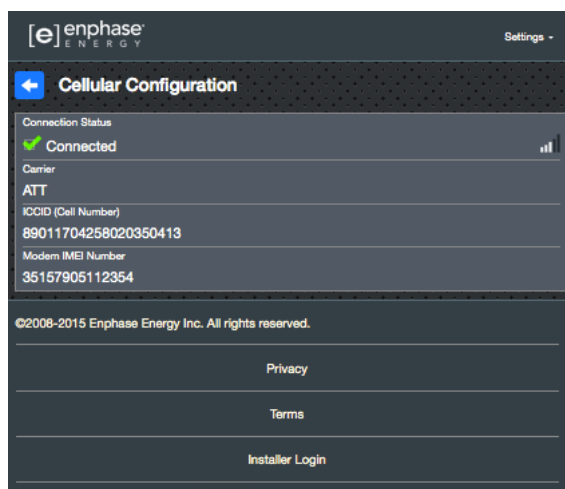 [e] enphase
ENERGY
Settings
Cellular Configuration
Connection Status
Connected
Carrier
ATT
ICCID (Cell Number)
89011704258020350413
Modem IMEI Number
35157905112354
©2008-2015 Enphase Energy Inc. All rights reserved.
Privacy
Terms
Installer Login